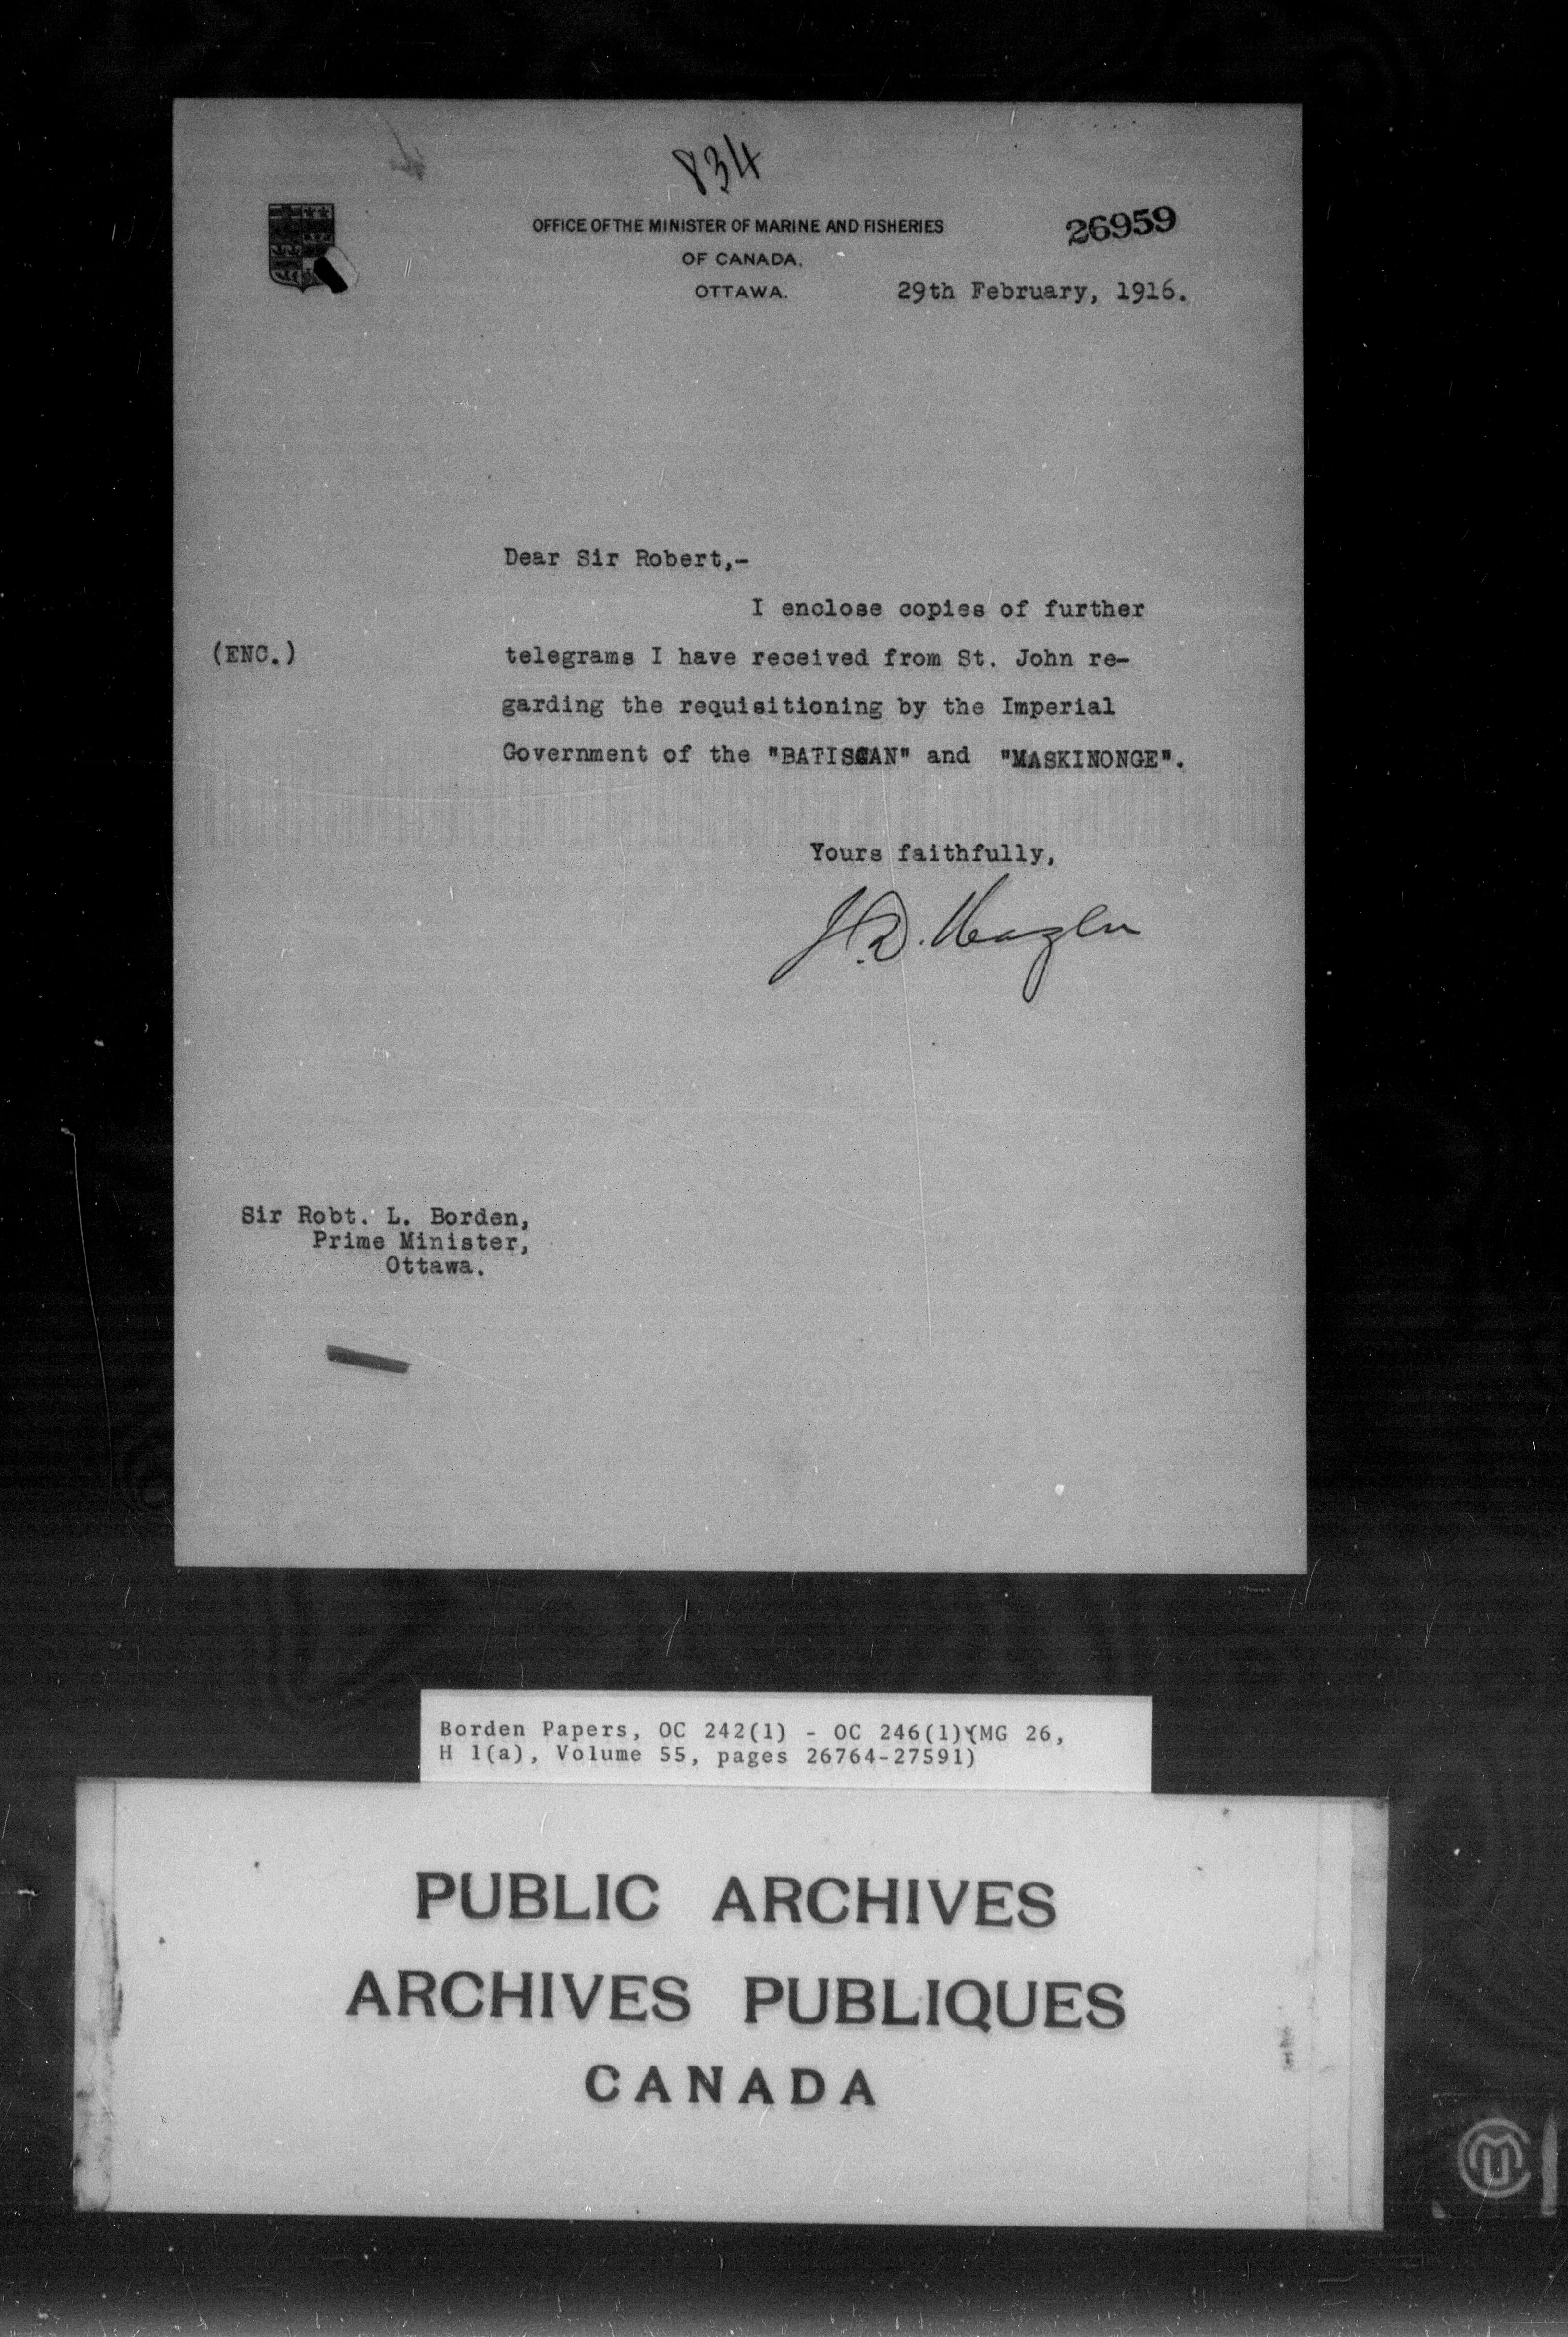 834
OFFICE OF THE MINISTER OF MARINE AND FISHERIES
26959
OF CANADA.
OTTAWA.
29th February, 1916.
Dear Sir Robert,-
I enclose copies of further
(ENC.)
telegrams I have received from St. John re-
garding the requisitioning by the Imperial
Government of the "BATISCAN" and "MASKINONGE".
Yours faithfully,
J.D. Hazen
Sir Robt. L. Borden,
Prime Minister,
Ottawa.
Borden Papers, OC 242(1) - OC 246(1)(MG 26,
H 1(a), Volume 55, pages 26764-27591)
PUBLIC ARCHIVES
ARCHIVES PUBLIQUES
CANADA